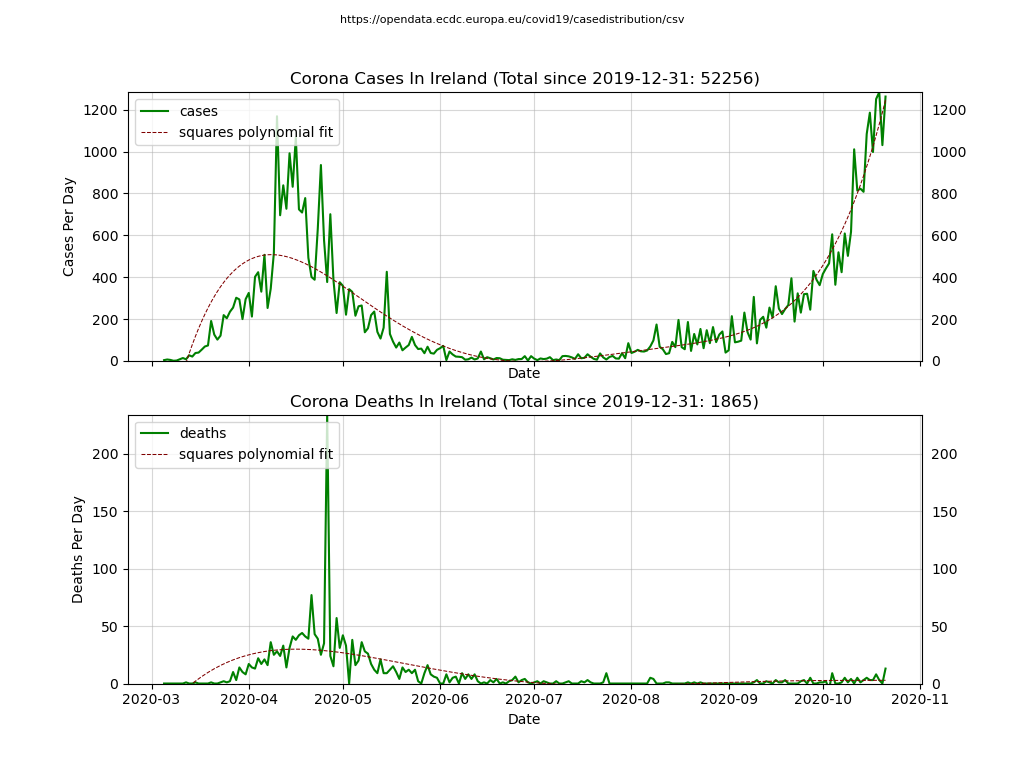 https://opendata.ecdc.europa.eu/covid19/casedistribution/csv
Corona Cases In Ireland (Total since 2019-12-31: 52256)
cases
squares polynomial fit
Cases Per Day
1200 1200
1000 1000
800 800
600 600
400 400
200 200
0 0
Date
Corona Deaths In Ireland (Total since 2019-12-31: 1865)
deaths
squares polynomial fit
Deaths Per Day
200 200
150 150
100 100
50 50
0 0
2020-03 2020-04 2020-05 2020-06 2020-07 2020-08 2020-09 2020-10 2020-11
Date